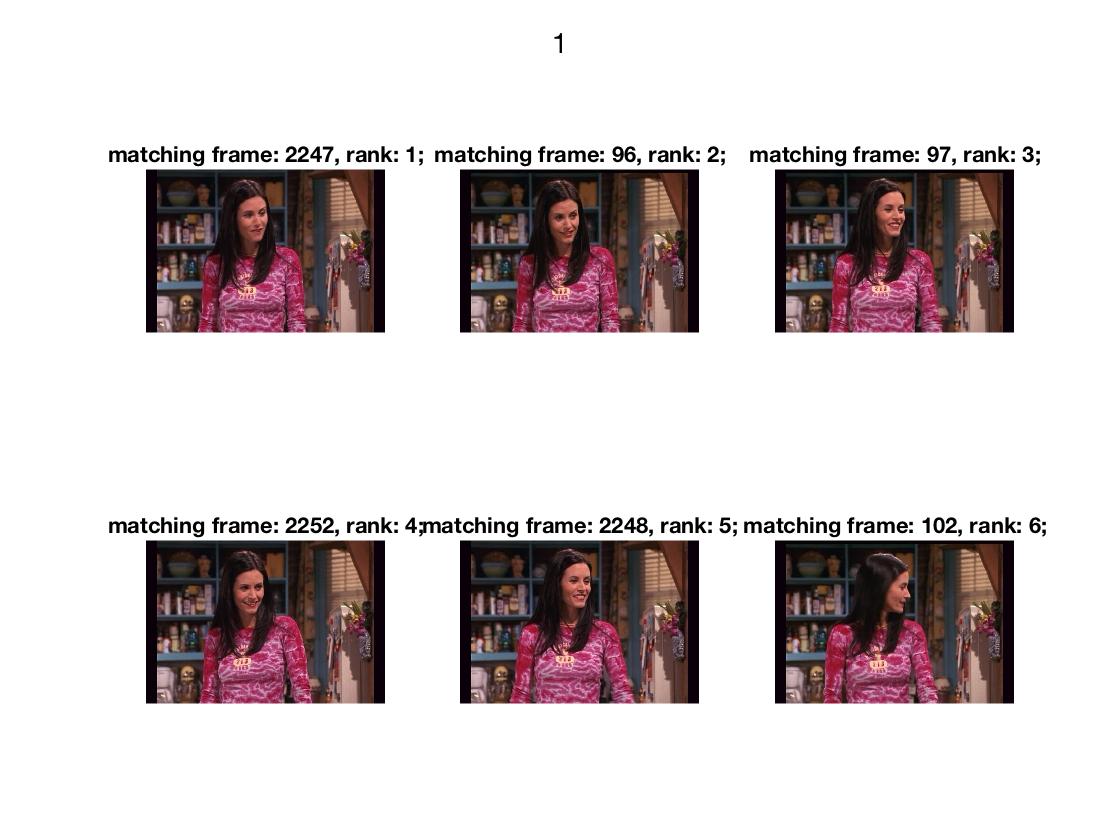 1
matching frame: 2247, rank: 1;
matching frame: 96, rank: 2;
matching frame: 97, rank: 3;
matching frame: 2252, rank: 4;
matching frame: 2248, rank: 5;
matching frame: 102, rank: 6;